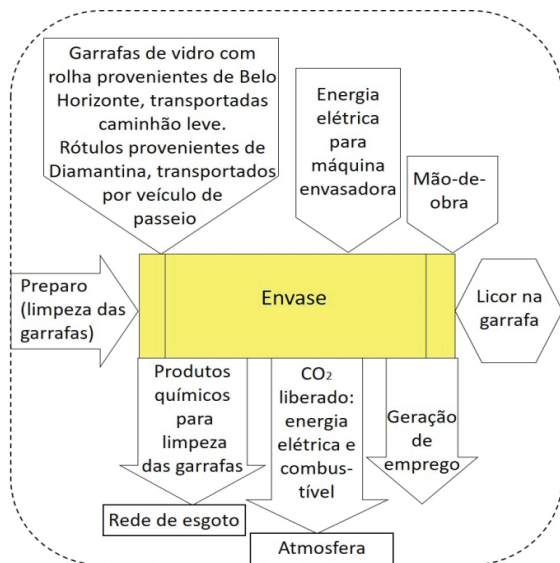 Garrafas de vidro com
rolha provenientes de Belo
Horizonte, transportadas
caminhão leve.
Rótulos provenientes de
Diamantina, transportados
por veículo de
passeio
Energia
elétrica
para
máquina
envasadora
Mão-de-
obra
Preparo
(limpeza das
garrafas)
Envase
Licor na
garrafa
Produtos
químicos
para
limpeza
das garrafas
CO₂
liberado:
energia
elétrica e
combus-
tível
Geração
de
emprego
Rede de esgoto
Atmosfera